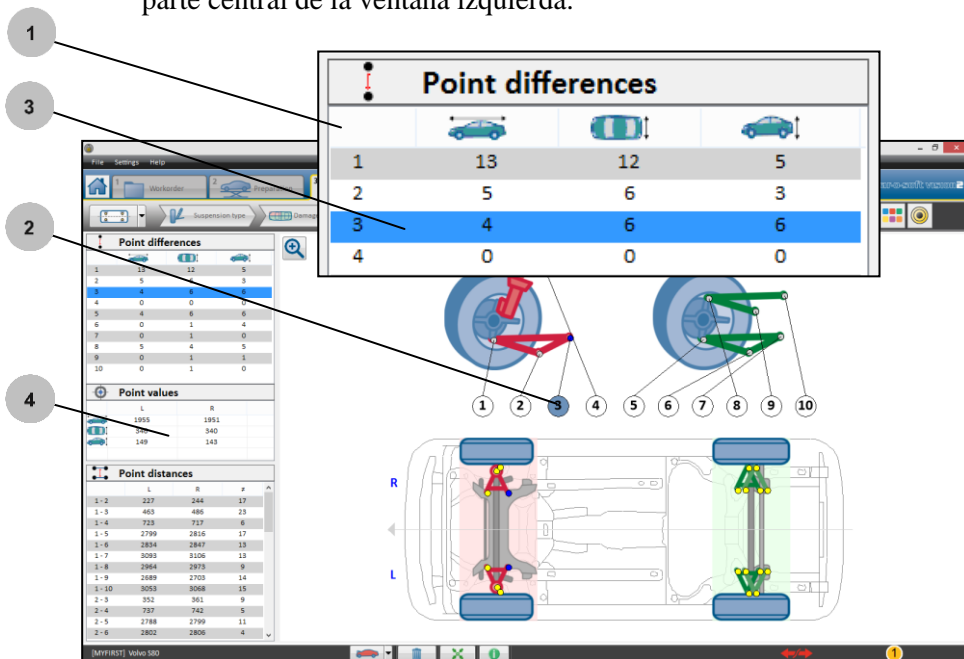 parte central de la ventana izquierda.
1
3
2
4
Point differences
1 13 12 5
2 5 6 3
3 4 6 6
4 0 0 0
File Settings Help
1 Workorder 2 Preparation 3
Suspension type Damag
Point differences
1 13 12 5
2 5 6 3
3 4 6 6
4 0 0 0
5 4 6 6
6 0 1 4
7 0 1 0
8 5 4 5
9 0 1 1
10 0 1 0
Point values
L R
1955 1951
346 340
149 143
Point distances
L R ≠
1 - 2 227 244 17
1 - 3 463 486 23
1 - 4 723 717 6
1 - 5 2799 2816 17
1 - 6 2834 2847 13
1 - 7 3093 3106 13
1 - 8 2964 2973 9
1 - 9 2689 2703 14
1 - 10 3053 3068 15
2 - 3 352 361 9
2 - 4 737 742 5
2 - 5 2788 2799 11
2 - 6 2802 2806 4
1 2 3 4 5 6 7 8 9 10
R
L
[MYFIRST] Volvo S80
1